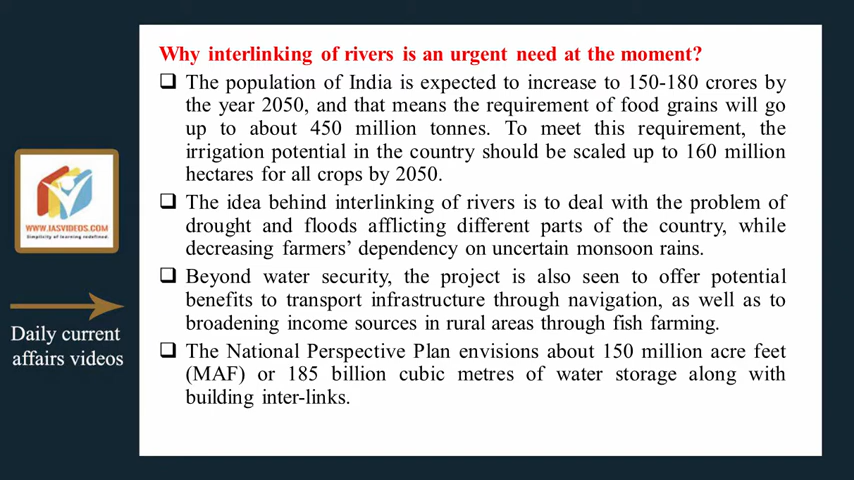 Why interlinking of rivers is an urgent need at the moment?
The population of India is expected to increase to 150-180 crores by
the year 2050, and that means the requirement of food grains will go
up to about 450 million tonnes. To meet this requirement, the
irrigation potential in the country should be scaled up to 160 million
hectares for all crops by 2050.
The idea behind interlinking of rivers is to deal with the problem of
drought and floods afflicting different parts of the country, while
decreasing farmers’ dependency on uncertain monsoon rains.
Beyond water security, the project is also seen to offer potential
benefits to transport infrastructure through navigation, as well as to
broadening income sources in rural areas through fish farming.
The National Perspective Plan envisions about 150 million acre feet
(MAF) or 185 billion cubic metres of water storage along with
building inter-links.
WWW.IASVIDEOS.COM
Simplicity of learning redefined.
Daily current
affairs videos